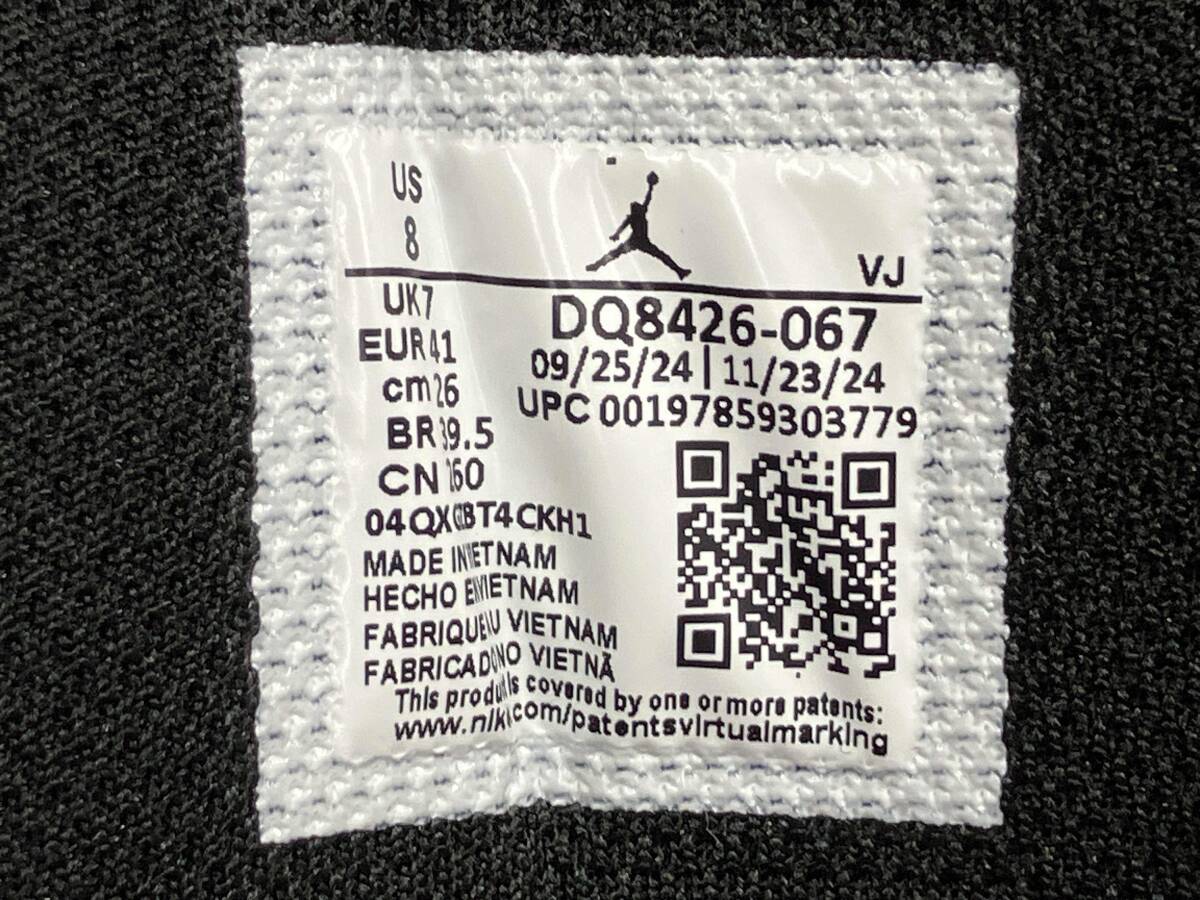 US
8
VJ
UK7
EUR41
cm26
BR39.5
CN 260
DQ8426-067
09/25/24 | 11/23/24
UPC 00197859303779
MADE IN VIETNAM
HECHO EN VIETNAM
FABRIQUE AU VIETNAM
FABRICADO NO VIETNÃ
This product is covered by one or more patents:
www.nike.com/patentsvirtualmarking